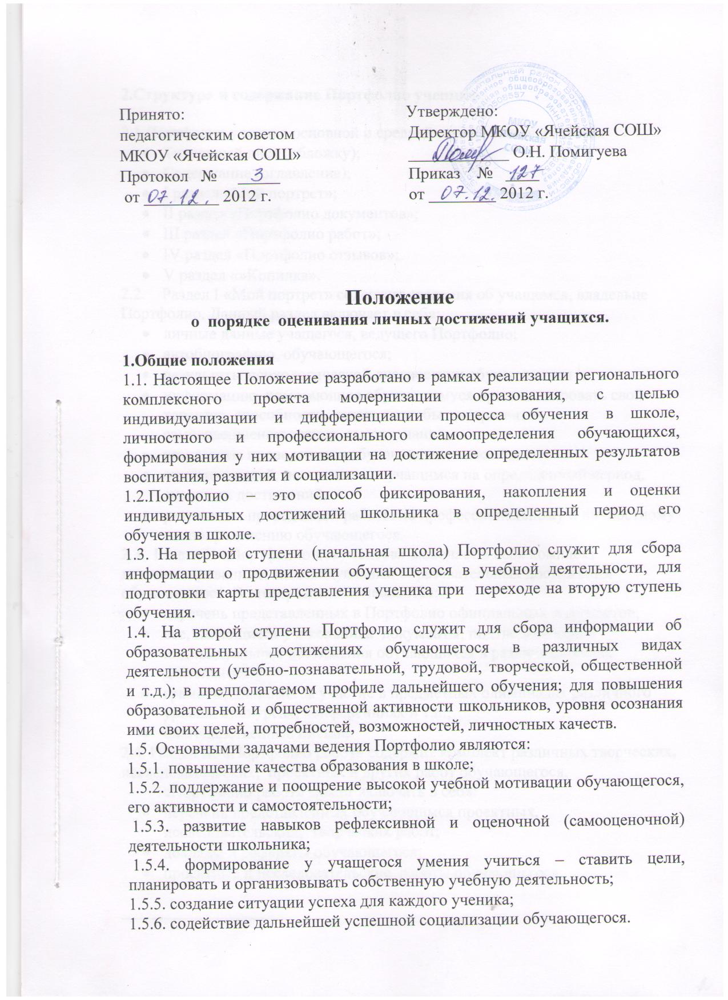 Принято:
педагогическим советом
МКОУ «Ячейская СОШ»
Протокол № 3
от 07.12. 2012 г.
Утверждено:
Директор МКОУ «Ячейская СОШ»
О.Н. Помигуева
Приказ № 127
от 07.12. 2012 г.
МКОУ
Ячейская
СОШ
Положение
о порядке оценивания личных достижений учащихся.
1.Общие положения
1.1. Настоящее Положение разработано в рамках реализации регионального
комплексного проекта модернизации образования, с целью
индивидуализации и дифференциации процесса обучения в школе,
личностного и профессионального самоопределения обучающихся,
формирования у них мотивации на достижение определенных результатов
воспитания, развития и социализации.
1.2.Портфолио – это способ фиксирования, накопления и оценки
индивидуальных достижений школьника в определенный период его
обучения в школе.
1.3. На первой ступени (начальная школа) Портфолио служит для сбора
информации о продвижении обучающегося в учебной деятельности, для
подготовки карты представления ученика при переходе на вторую ступень
обучения.
1.4. На второй ступени Портфолио служит для сбора информации об
образовательных достижениях обучающегося в различных видах
деятельности (учебно-познавательной, трудовой, творческой, общественной
и т.д.); в предполагаемом профиле дальнейшего обучения; для повышения
образовательной и общественной активности школьников, уровня осознания
ими своих целей, потребностей, возможностей, личностных качеств.
1.5. Основными задачами ведения Портфолио являются:
1.5.1. повышение качества образования в школе;
1.5.2. поддержание и поощрение высокой учебной мотивации обучающегося,
его активности и самостоятельности;
1.5.3. развитие навыков рефлексивной и оценочной (самооценочной)
деятельности школьника;
1.5.4. формирование у учащегося умения учиться – ставить цели,
планировать и организовывать собственную учебную деятельность;
1.5.5. создание ситуации успеха для каждого ученика;
1.5.6. содействие дальнейшей успешной социализации обучающегося.